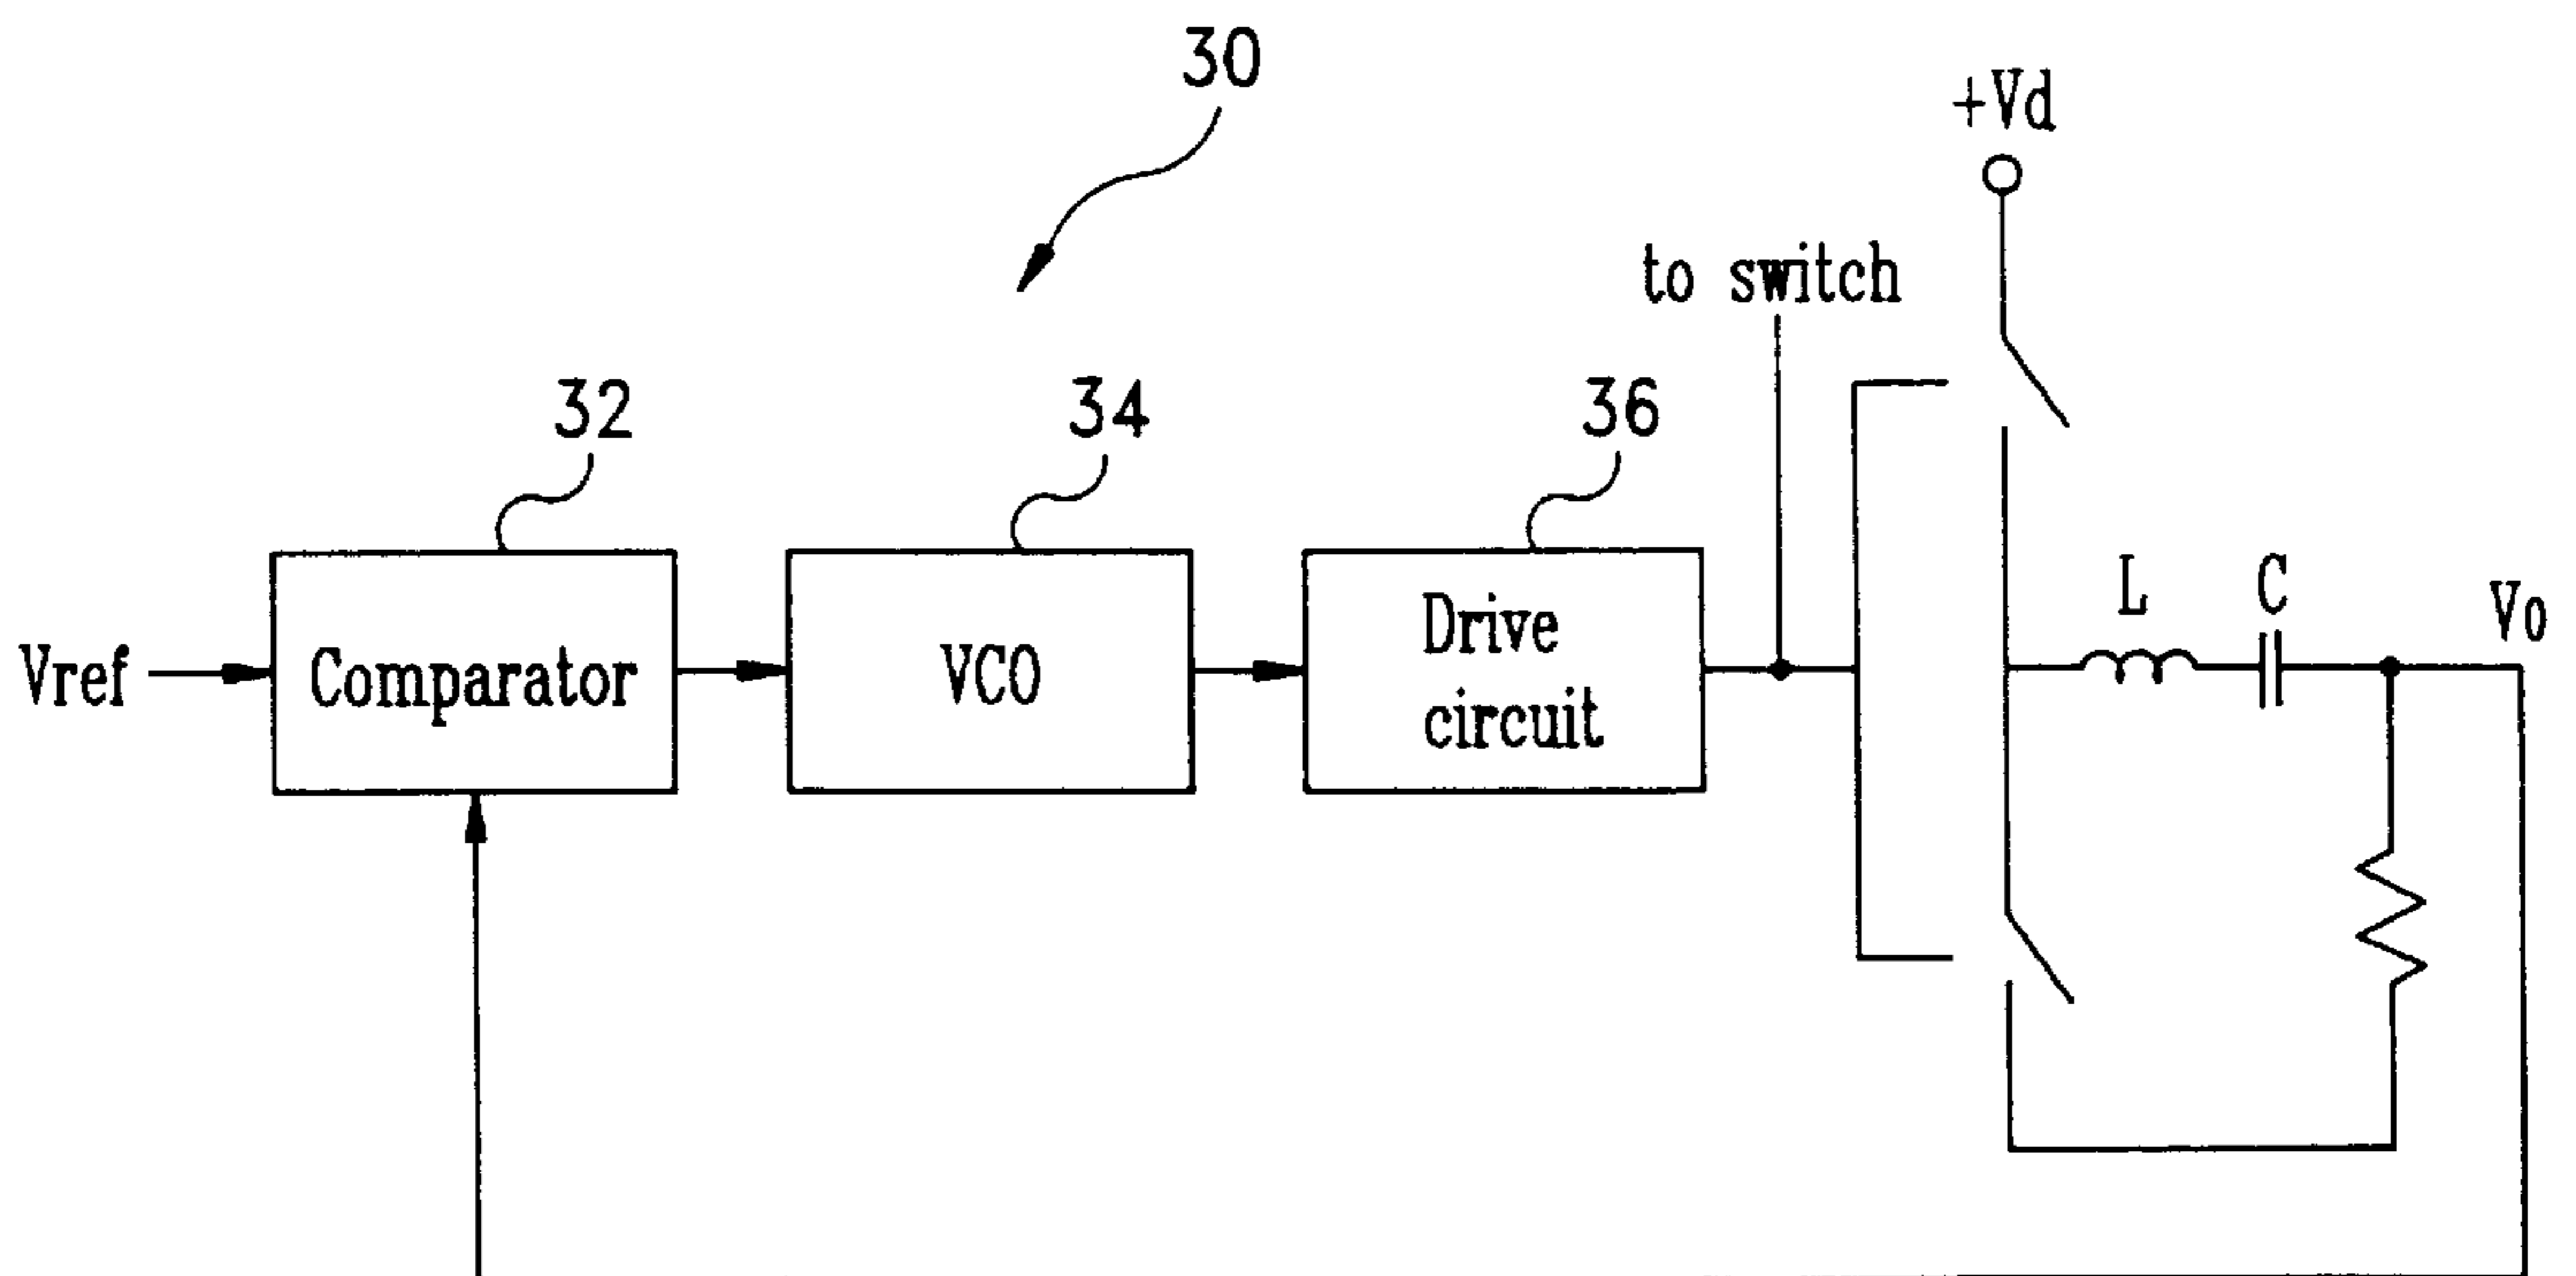 30
+Vd
to switch
32
34
36
Vref
Comparator
VCO
Drive
circuit
L
C
Vo